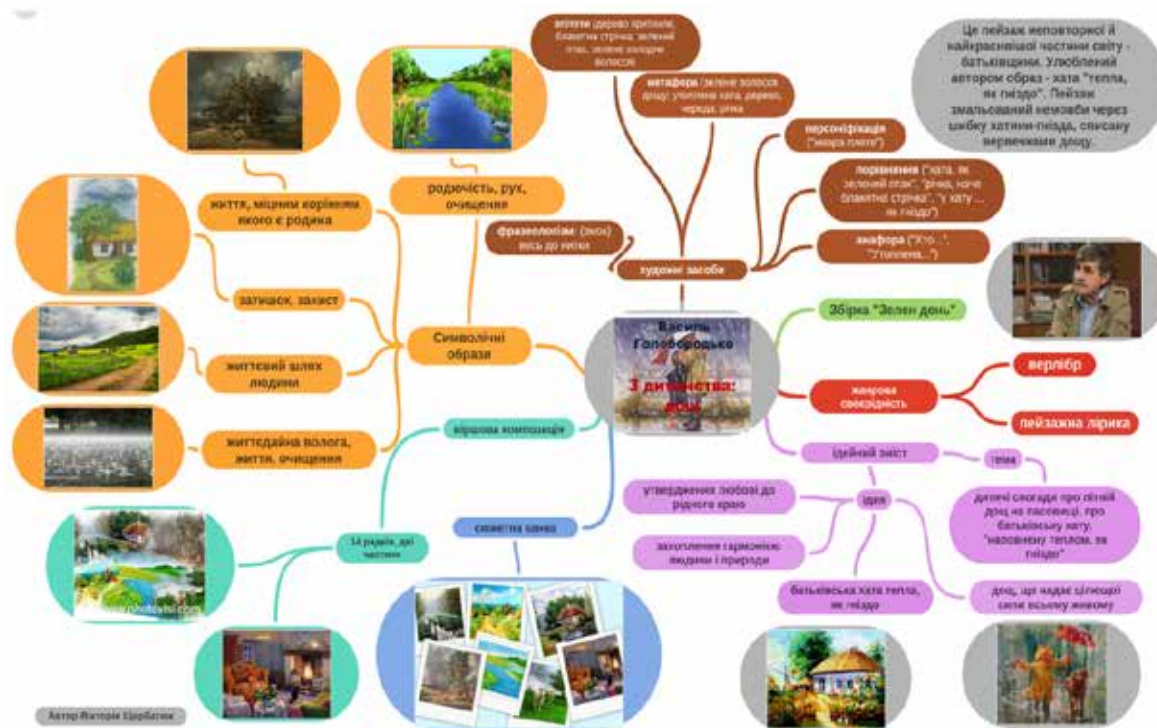 епітети (дерево крапали,
блакитна стрічка, зелений
птах, зелене холодне
волосся)
метафора (зелене волосся
дощу; утоплена хата, дерево,
череда, річка
персоніфікація
("хмара плете")
порівняння ("хата, як
зелений птах", "річка, наче
блакитна стрічка", "у хату ...
як гніздо")
анафора ("Хто...",
"Утоплена...")
фразеологізм: (змок)
весь до нитки
художні засоби
Це пейзаж неповторної й
найкрасивішої частини світу -
батьківщини. Улюблений
автором образ - хата "тепла,
як гніздо". Пейзаж
змальований немовби через
шибку хатини-гнізда, списану
вервечками дощу.
життя, міцним корінням
якого є родина
родючість, рух,
очищення
затишок, захист
життєвий шлях
людини
життєдайна волога,
життя, очищення
Символічні
образи
Василь
Голобородько
З дитинства:
дощ
Збірка "Зелен день"
жанрова
своєрідність
верлібр
пейзажна лірика
віршова композиція
14 рядків, дві
частини
сюжетна канва
ідейний зміст
тема
дитячі спогади про літній
дощ на пасовищі, про
батьківську хату,
"наповнену теплом, як
гніздо"
ідея
утвердження любові до
рідного краю
захоплення гармонією
людини і природи
батьківська хата тепла,
як гніздо
дощ, що надає цілющої
сили всьому живому
Автор Вікторія Щербатюк